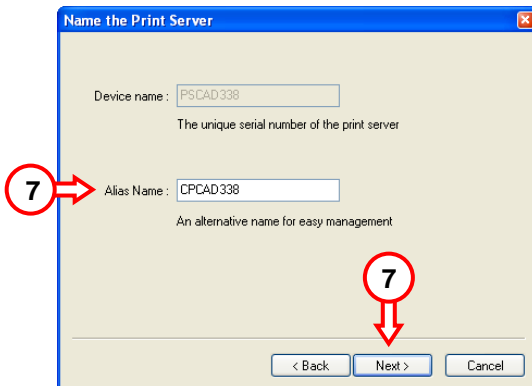 Name the Print Server
Device name : PSCAD338
The unique serial number of the print server
7
Alias Name : CPCAD338
An alternative name for easy management
7
< Back Next > Cancel